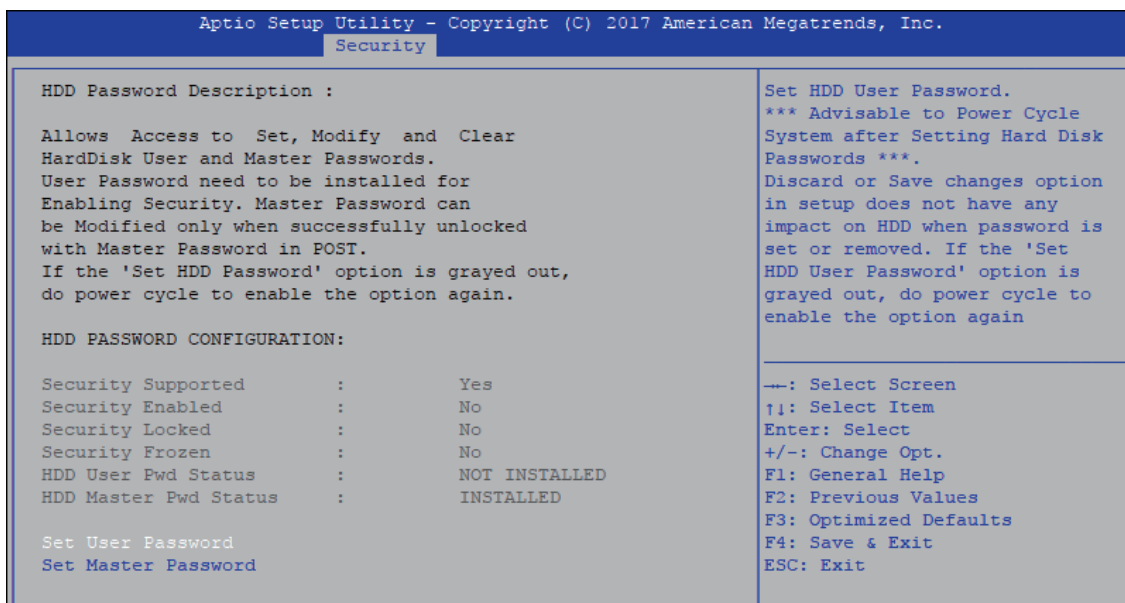 Aptio Setup Utility – Copyright (C) 2017 American Megatrends, Inc.
Security
HDD Password Description :
Allows Access to Set, Modify and Clear
HardDisk User and Master Passwords.
User Password need to be installed for
Enabling Security. Master Password can
be Modified only when successfully unlocked
with Master Password in POST.
If the 'Set HDD Password' option is grayed out,
do power cycle to enable the option again.
HDD PASSWORD CONFIGURATION:
Security Supported : Yes
Security Enabled : No
Security Locked : No
Security Frozen : No
HDD User Pwd Status : NOT INSTALLED
HDD Master Pwd Status : INSTALLED
Set User Password
Set Master Password
Set HDD User Password.
*** Advisable to Power Cycle
System after Setting Hard Disk
Passwords ***.
Discard or Save changes option
in setup does not have any
impact on HDD when password is
set or removed. If the 'Set
HDD User Password' option is
grayed out, do power cycle to
enable the option again
→←: Select Screen
↑↓: Select Item
Enter: Select
+/-: Change Opt.
F1: General Help
F2: Previous Values
F3: Optimized Defaults
F4: Save & Exit
ESC: Exit